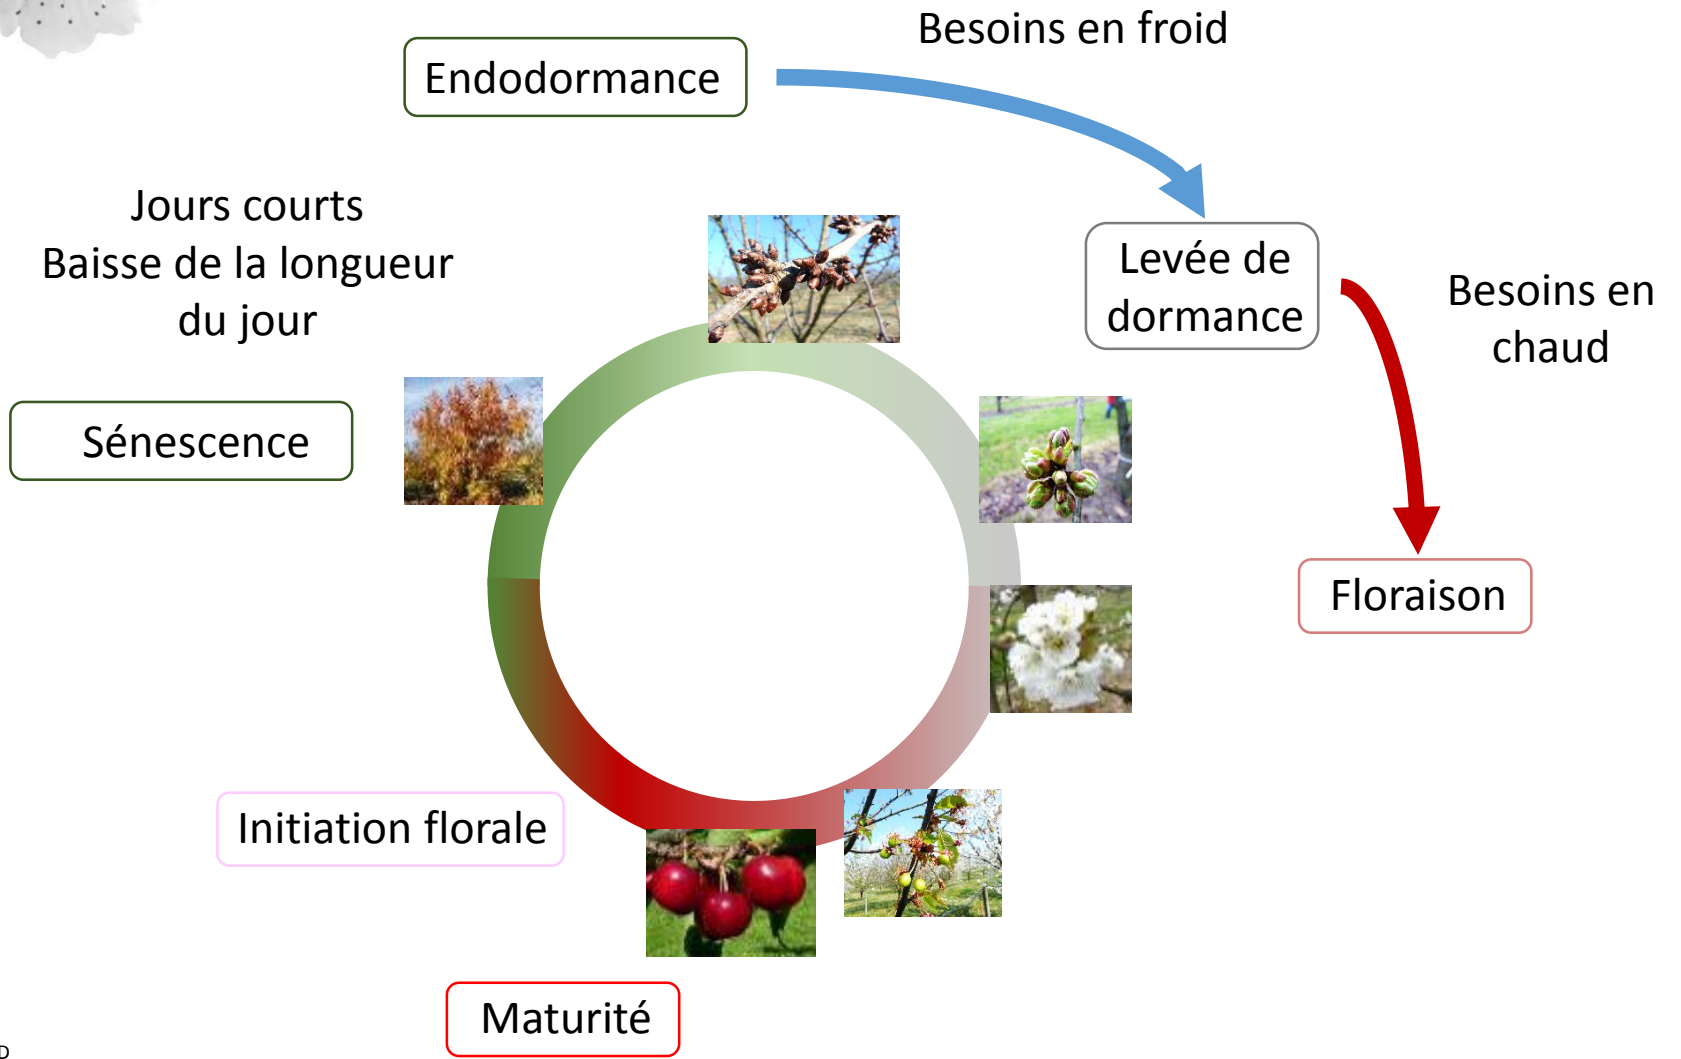 Besoins en froid
Endodormance
Jours courts
Baisse de la longueur
du jour
Levée de
dormance
Besoins en
chaud
Sénescence
Floraison
Initiation florale
Maturité
D